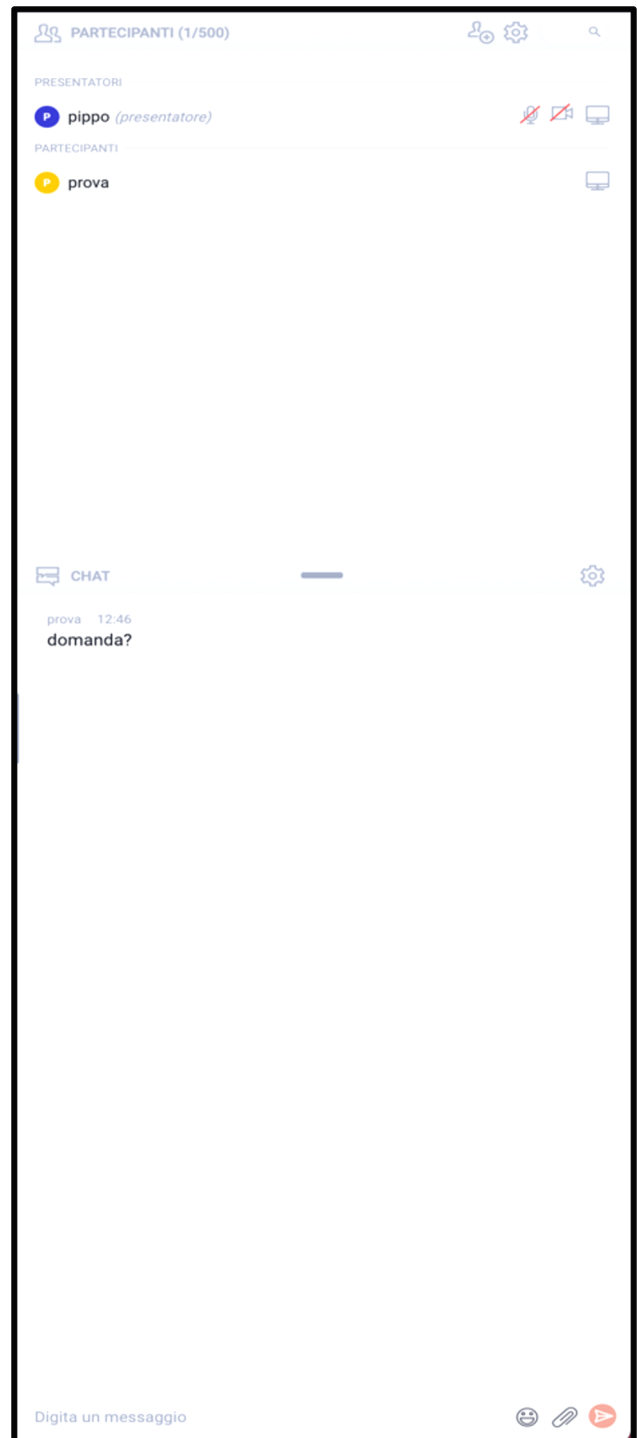 PARTECIPANTI (1/500)
PRESENTATORI
P pippo (presentatore)
PARTECIPANTI
P prova
CHAT
prova 12:46
domanda?
Digita un messaggio